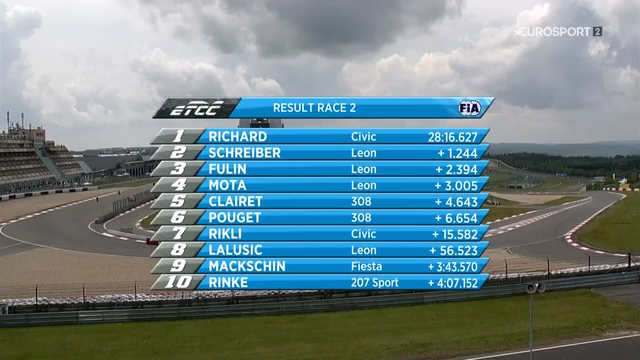 EUROSPORT 2
ETCC RESULT RACE 2 FIA
1 RICHARD Civic 28:16.627
2 SCHREIBER Leon + 1.244
3 FULIN Leon + 2.394
4 MOTA Leon + 3.005
5 CLAIRET 308 + 4.643
6 POUGET 308 + 6.654
7 RIKLI Civic + 15.582
8 LALUSIC Leon + 56.523
9 MACKSCHIN Fiesta + 3:43.570
10 RINKE 207 Sport + 4:07.152